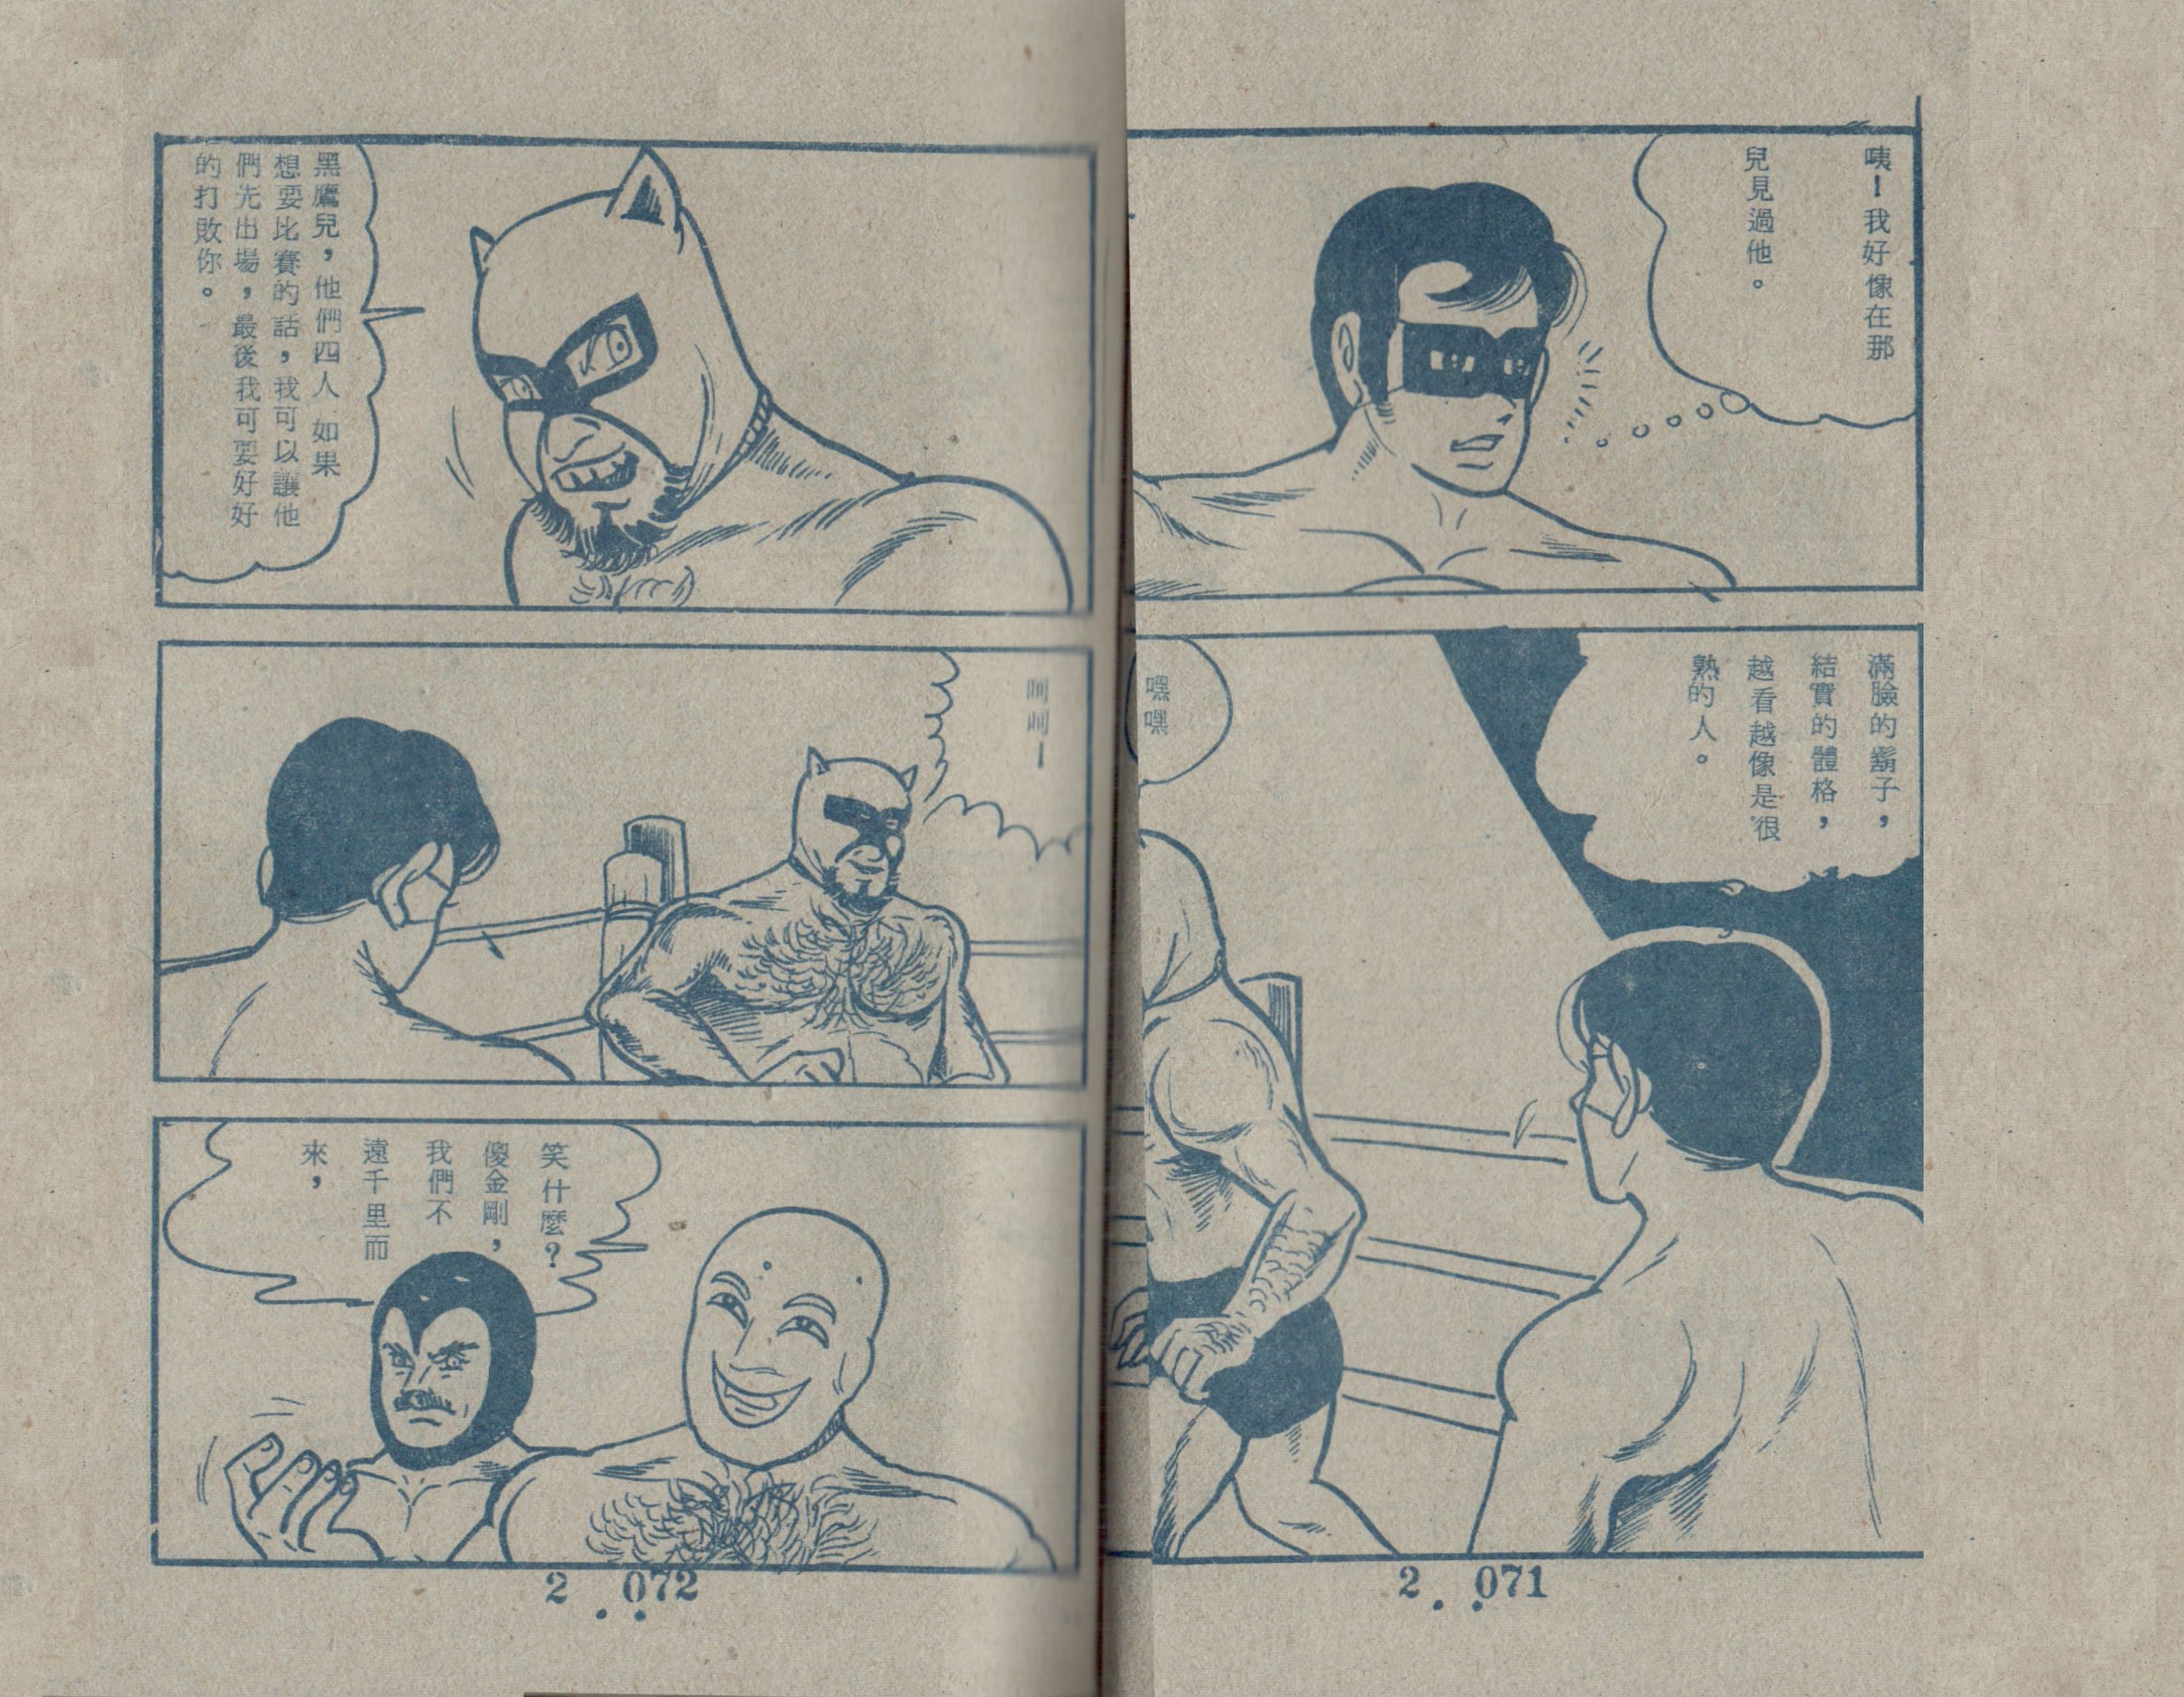 咦！我好像在那
兒見過他。
滿臉的鬍子，
結實的體格，
越看越像是很
熟的人。
嘿嘿
2．．071
黑鷹兒，他們四人如果
想要比賽的話，我可以讓他
們先出場，最後我可要好好
的打敗你。
笑什麼？
傻金剛，
我們不
遠千里而
來，
2．．072